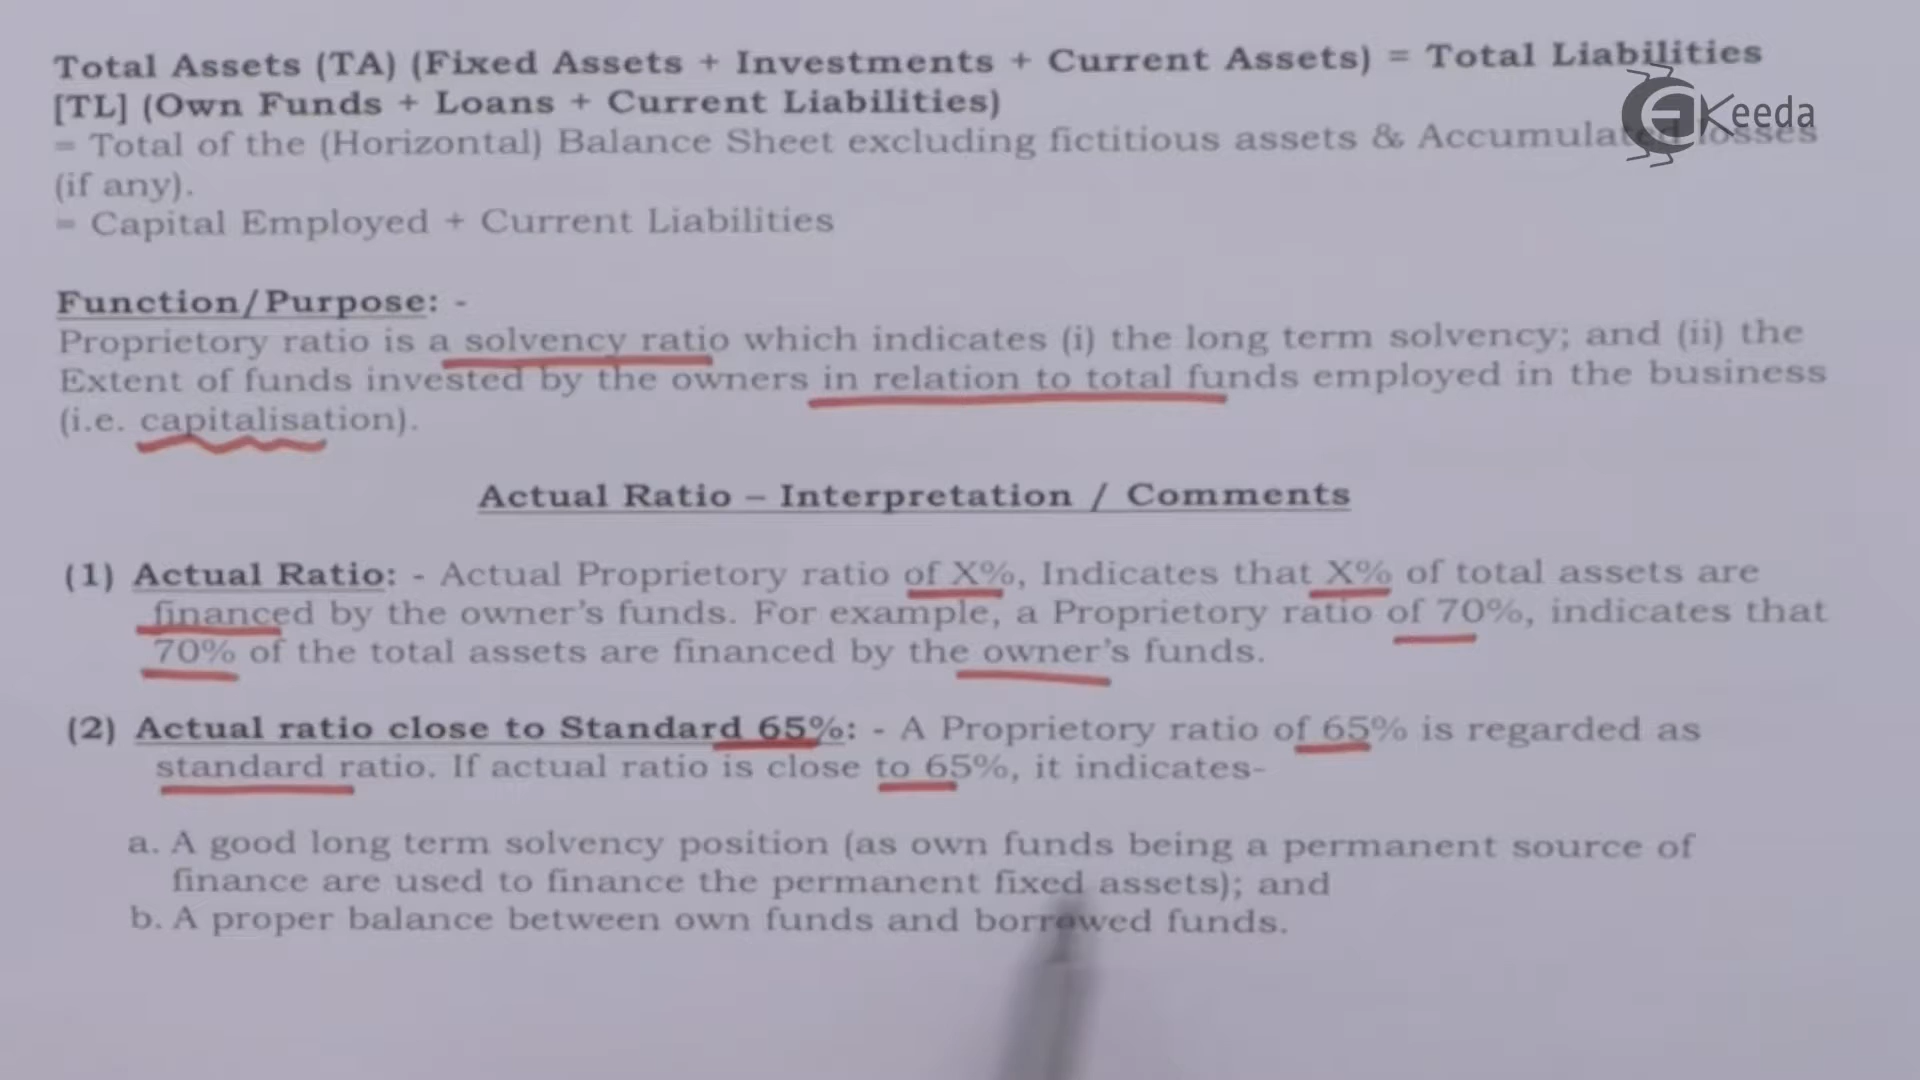 Total Assets (TA) (Fixed Assets + Investments + Current Assets) = Total Liabilities
[TL] (Own Funds + Loans + Current Liabilities)
= Total of the (Horizontal) Balance Sheet excluding fictitious assets & Accumulated losses
(if any).
= Capital Employed + Current Liabilities
Keeda
Function/Purpose: -
Proprietory ratio is a solvency ratio which indicates (i) the long term solvency; and (ii) the
Extent of funds invested by the owners in relation to total funds employed in the business
(i.e. capitalisation).
Actual Ratio – Interpretation / Comments
(1) Actual Ratio: - Actual Proprietory ratio of X%, Indicates that X% of total assets are
financed by the owner's funds. For example, a Proprietory ratio of 70%, indicates that
70% of the total assets are financed by the owner's funds.
(2) Actual ratio close to Standard 65%: - A Proprietory ratio of 65% is regarded as
standard ratio. If actual ratio is close to 65%, it indicates-
a. A good long term solvency position (as own funds being a permanent source of
finance are used to finance the permanent fixed assets); and
b. A proper balance between own funds and borrowed funds.